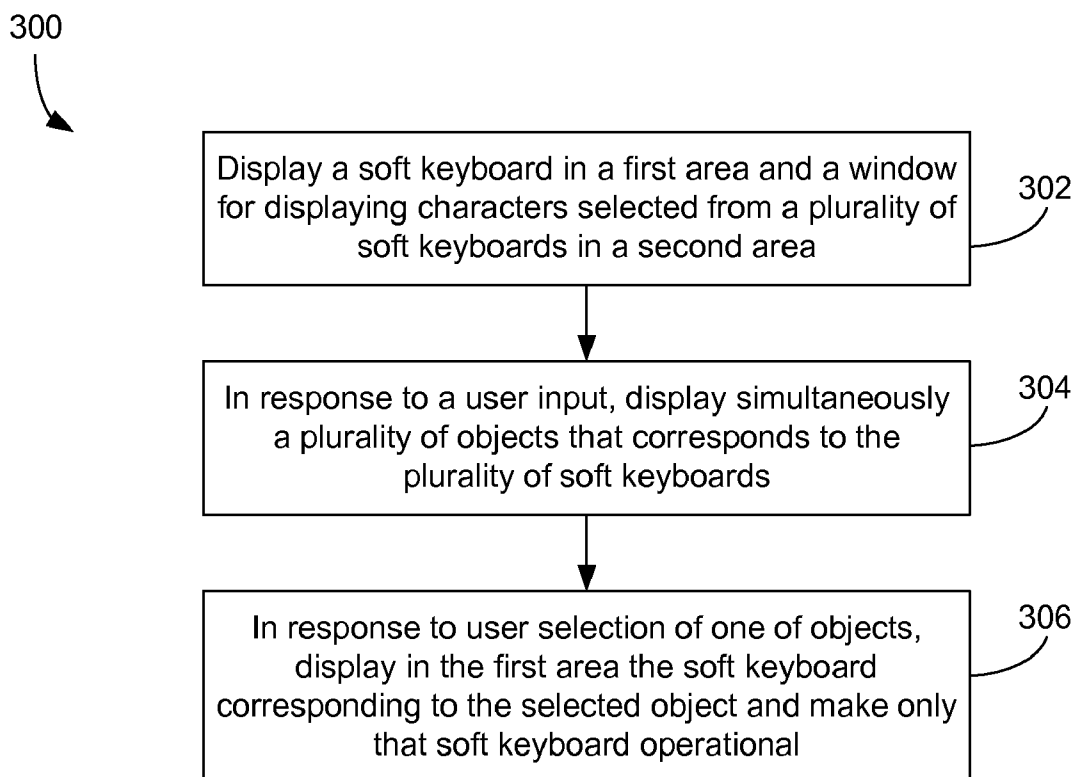 300
Display a soft keyboard in a first area and a window
for displaying characters selected from a plurality of
soft keyboards in a second area
302
In response to a user input, display simultaneously
a plurality of objects that corresponds to the
plurality of soft keyboards
304
In response to user selection of one of objects,
display in the first area the soft keyboard
corresponding to the selected object and make only
that soft keyboard operational
306